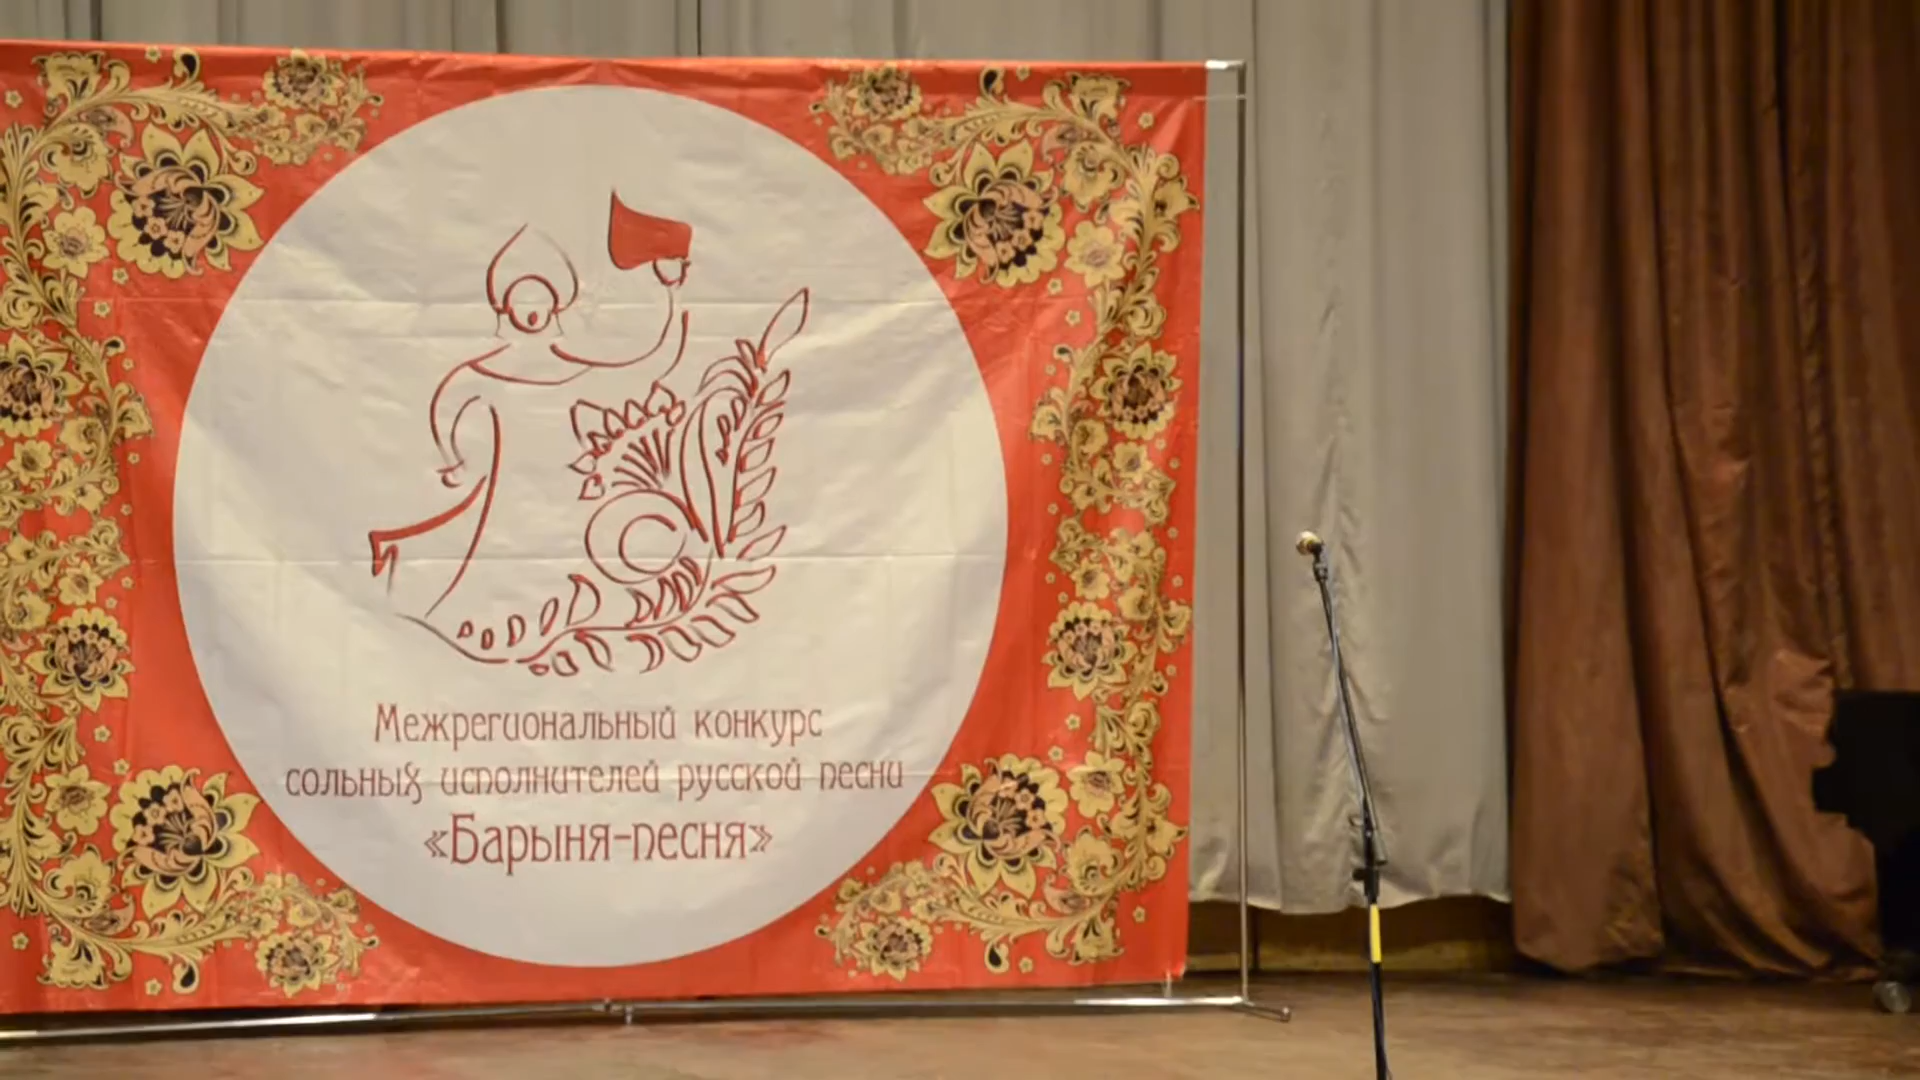 Межрегиональный конкурс
сольных исполнителей русской песни
«Барыня-песня»